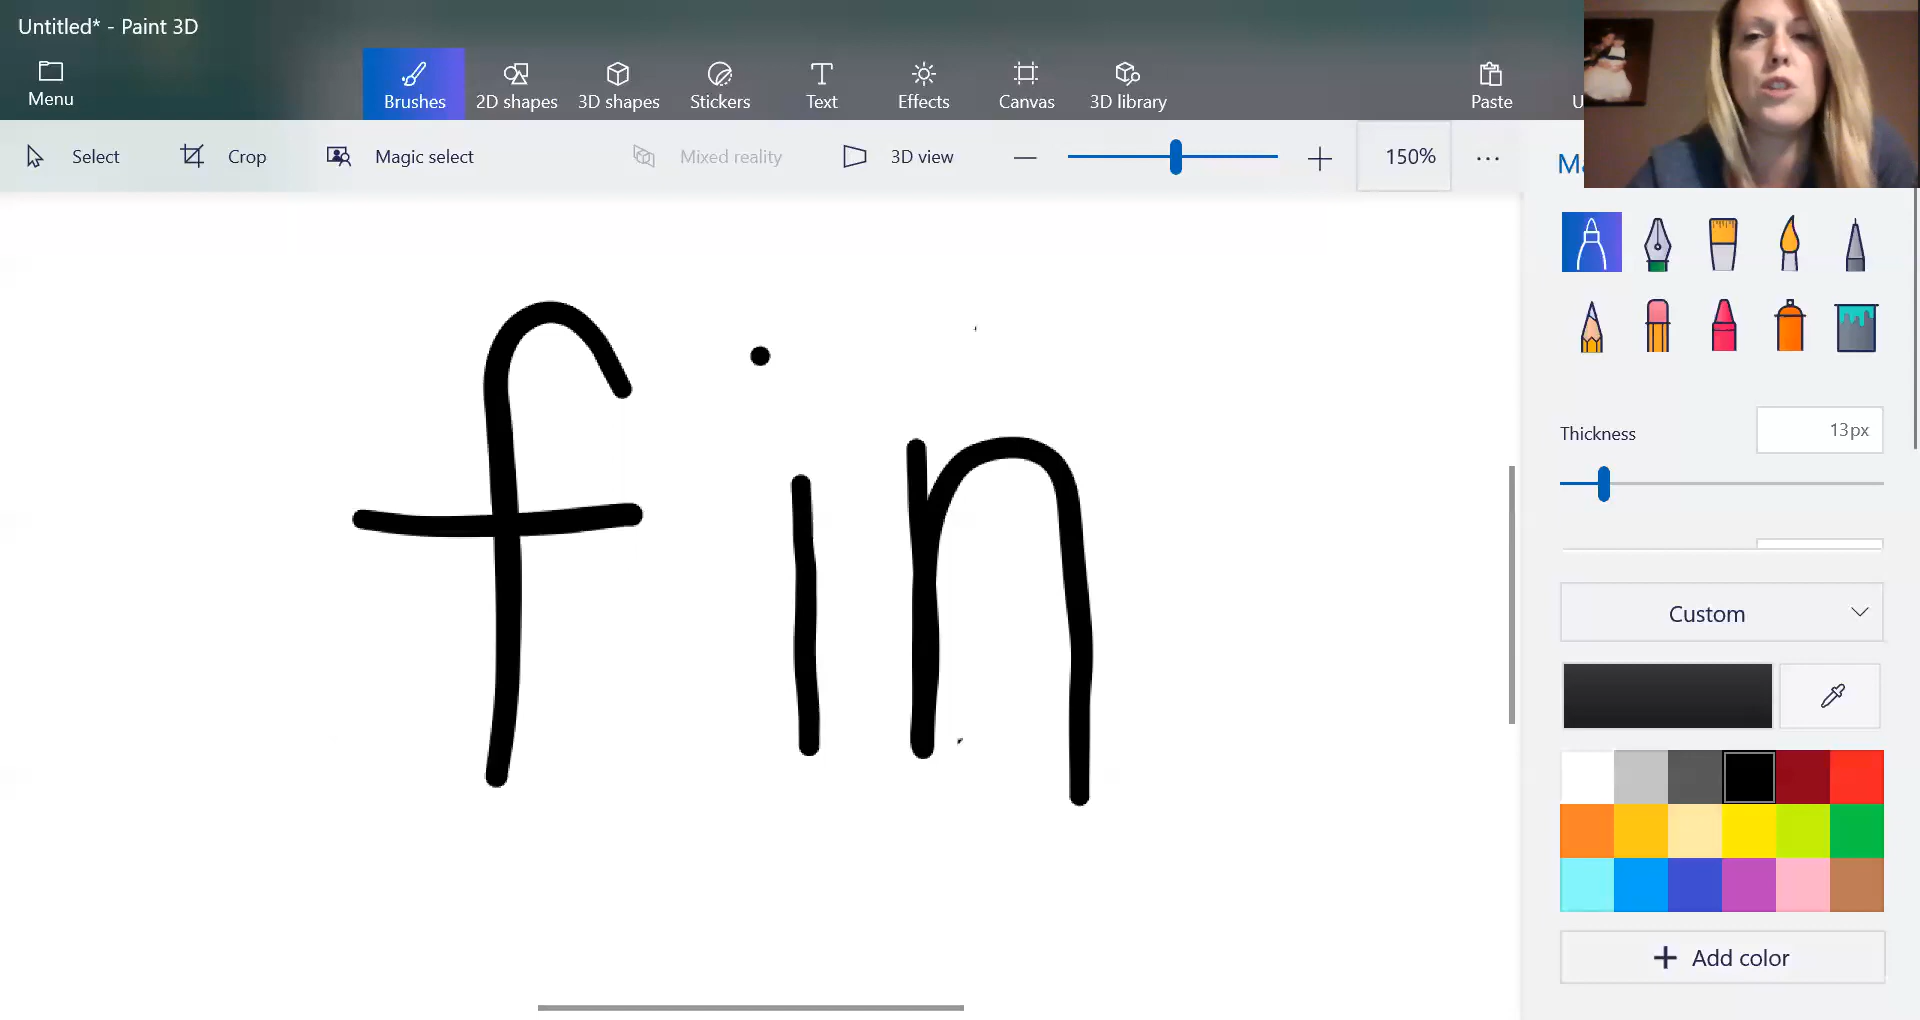 Untitled* - Paint 3D
Menu
Brushes 2D shapes 3D shapes Stickers Text Effects Canvas 3D library Paste
Select Crop Magic select Mixed reality 3D view 150%
Thickness 13px
fin
Custom
Add color